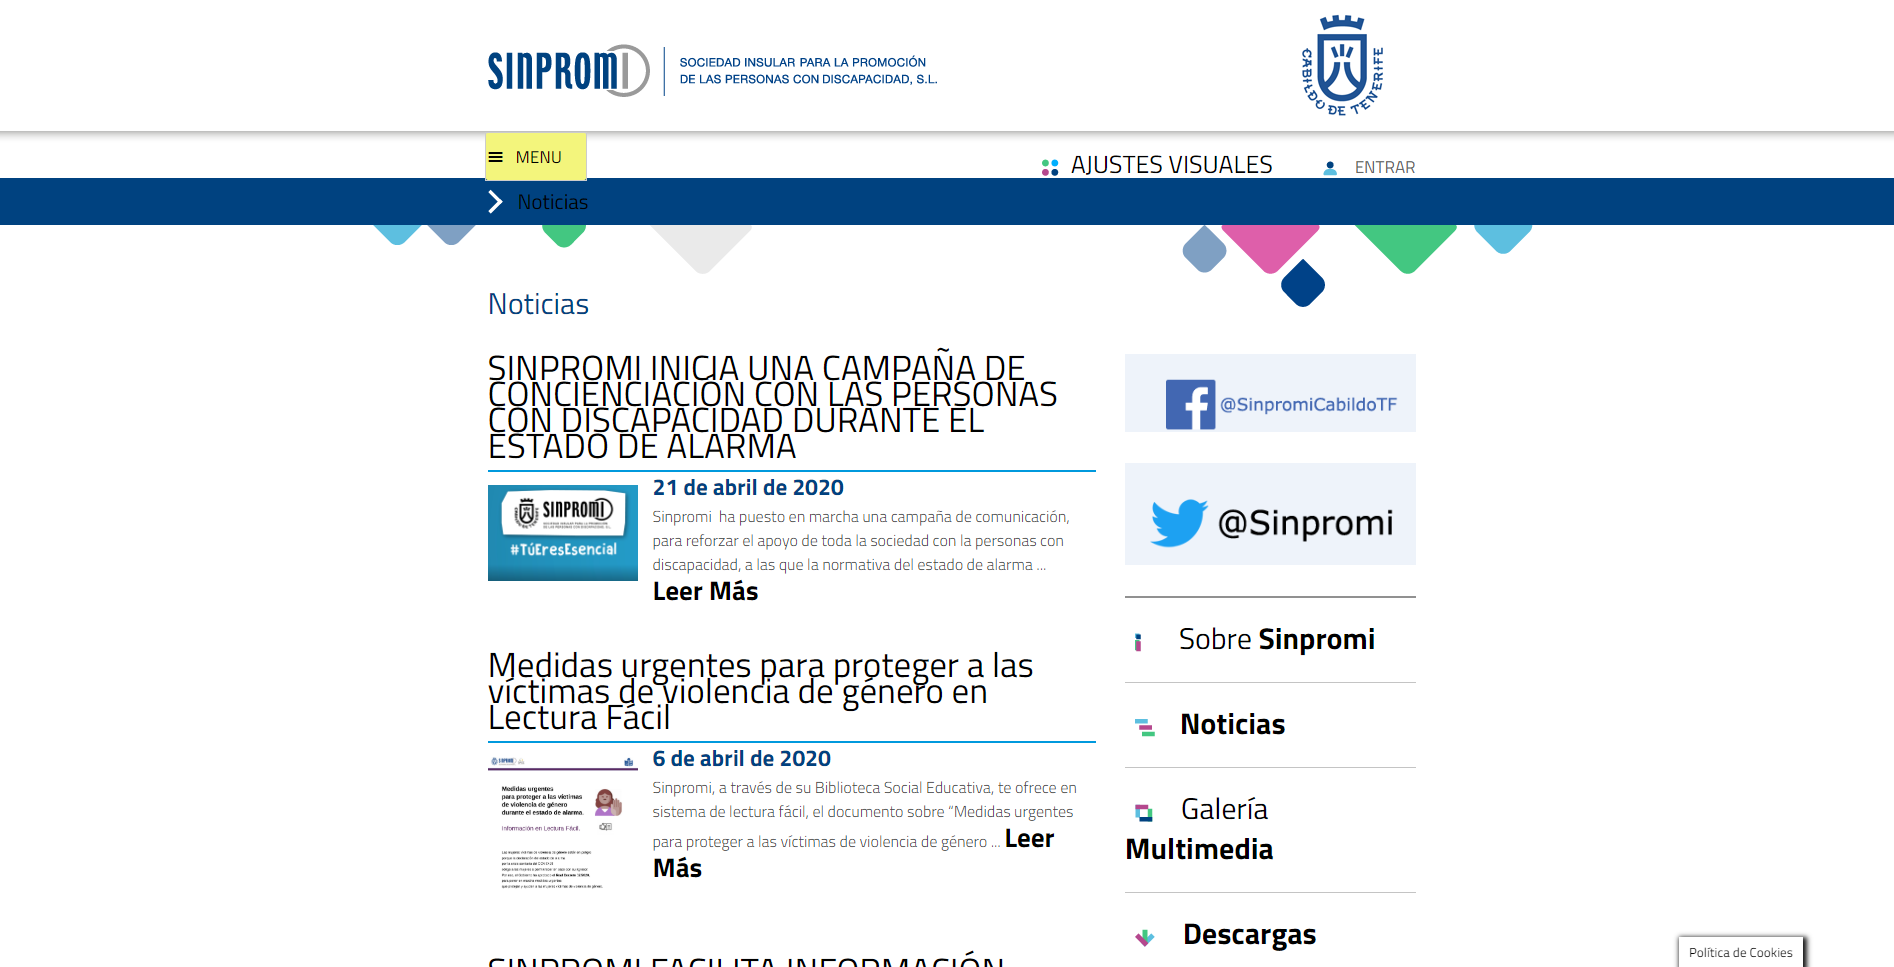 SINPROMI
SOCIEDAD INSULAR PARA LA PROMOCIÓN
DE LAS PERSONAS CON DISCAPACIDAD, S.L.
CABILDO DE TENERIFE
MENU
AJUSTES VISUALES
ENTRAR
Noticias
Noticias
SINPROMI INICIA UNA CAMPAÑA DE
CONCIENCIACIÓN CON LAS PERSONAS
CON DISCAPACIDAD DURANTE EL
ESTADO DE ALARMA
SINPROMI
#TúEresEsencial
21 de abril de 2020
Sinpromi ha puesto en marcha una campaña de comunicación,
para reforzar el apoyo de toda la sociedad con la personas con
discapacidad, a las que la normativa del estado de alarma ...
Leer Más
Medidas urgentes para proteger a las
víctimas de violencia de género en
Lectura Fácil
Medidas urgentes
para proteger a las víctimas
de violencia de género
durante el estado de alarma.
Información en Lectura Fácil.
6 de abril de 2020
Sinpromi, a través de su Biblioteca Social Educativa, te ofrece en
sistema de lectura fácil, el documento sobre “Medidas urgentes
para proteger a las víctimas de violencia de género ... Leer
Más
SINPROMI FACILITA INFORMACIÓN
@SinpromiCabildoTF
@Sinpromi
Sobre Sinpromi
Noticias
Galería
Multimedia
Descargas
Política de Cookies